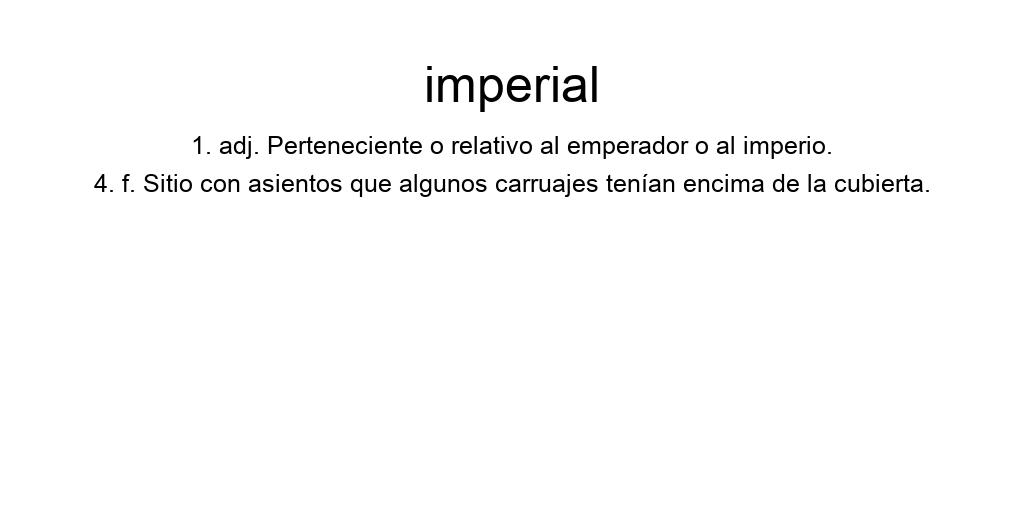 imperial
1. adj. Perteneciente o relativo al emperador o al imperio.
4. f. Sitio con asientos que algunos carruajes tenían encima de la cubierta.